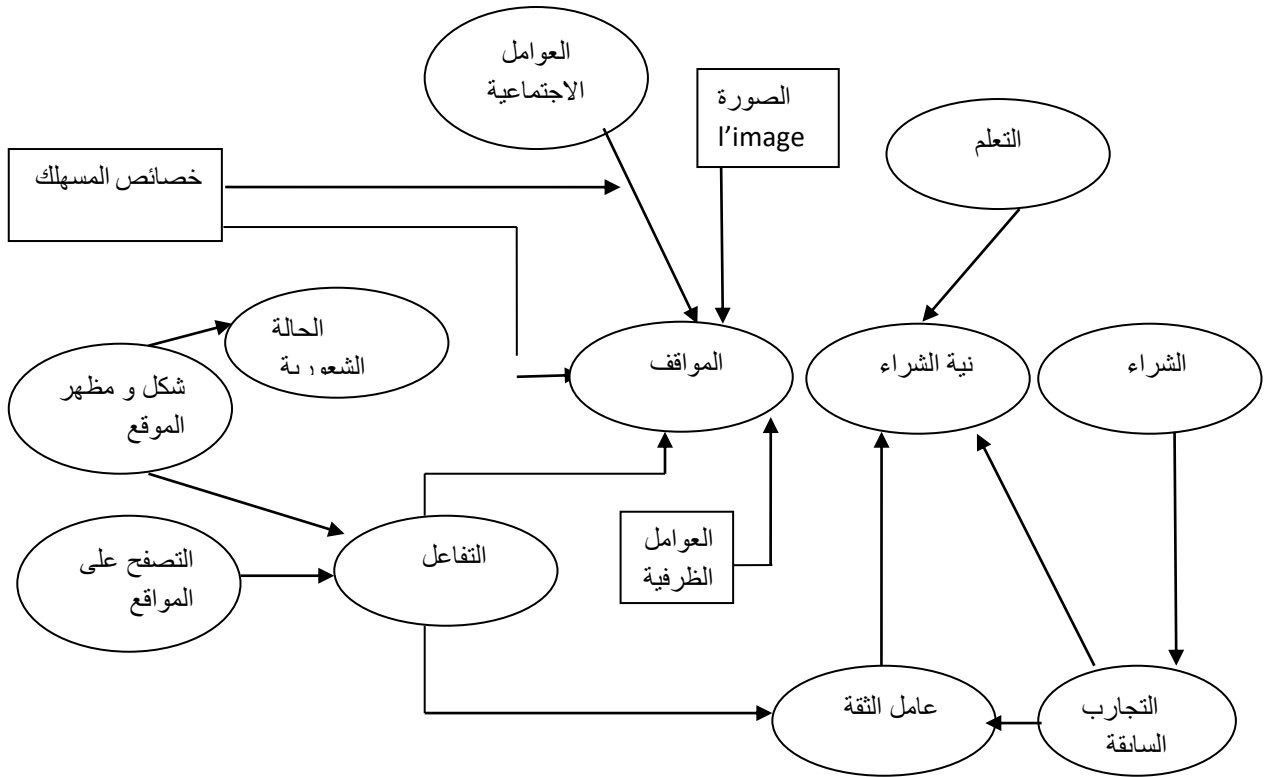 العوامل
الاجتماعية
الصورة
l’image
التعلم
خصائص المسهلك
الحالة
الشعورية
المواقف
نية الشراء
الشراء
شكل و مظهر
الموقع
التصفح على
المواقع
التفاعل
العوامل
الظرفية
عامل الثقة
التجارب
السابقة